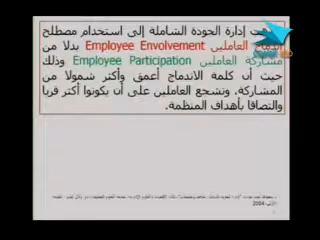 إدارة الجودة الشاملة إلى استخدام مصطلح
اندماج العاملين Employee Envolvement بدلا من
مشاركة العاملين Employee Participation وذلك
حيث أن كلمة الاندماج أعمق وأكثر شمولا من
المشاركة، وتشجع العاملين على أن يكونوا أكثر قربا
والتصاقا بأهداف المنظمة.